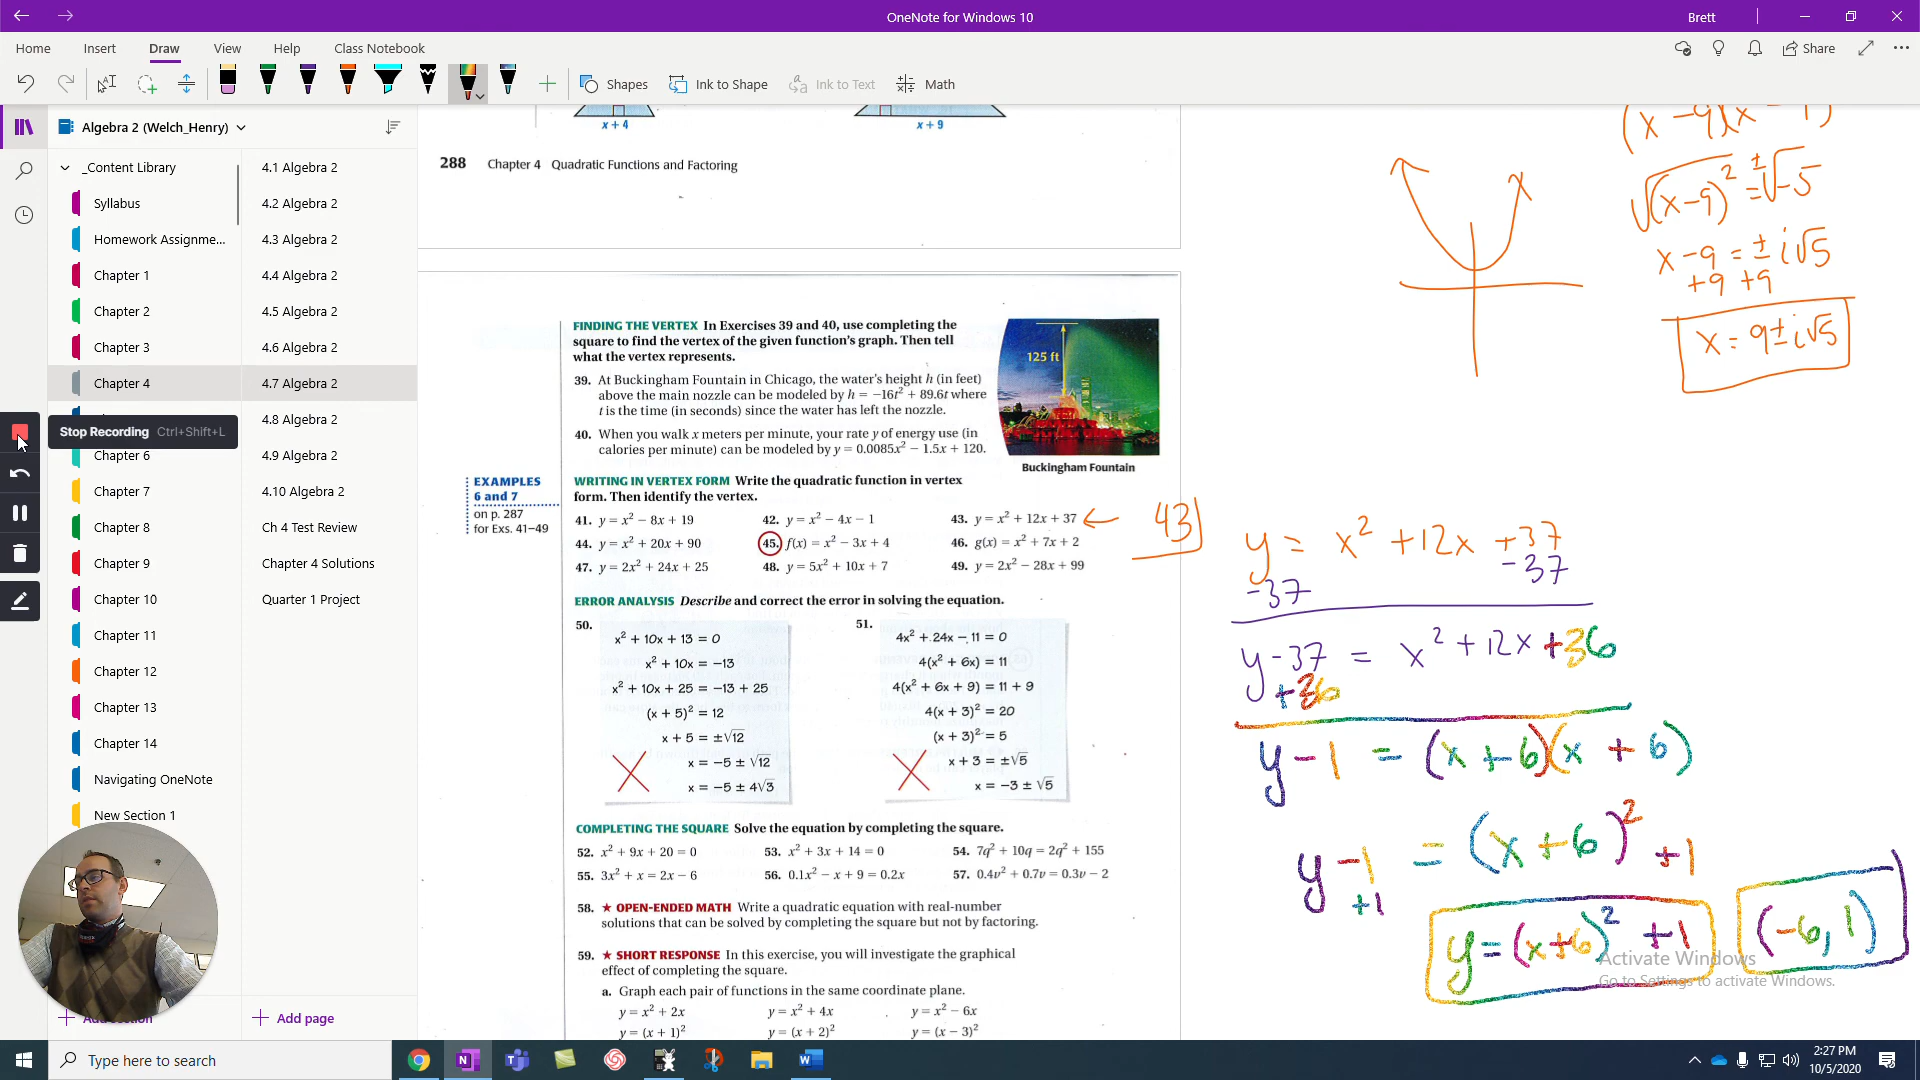 OneNote for Windows 10
Brett
Home Insert Draw View Help Class Notebook
Share
Shapes Ink to Shape Ink to Text Math
Algebra 2 (Welch_Henry)
_Content Library
Syllabus
Homework Assignme...
Chapter 1
Chapter 2
Chapter 3
Chapter 4
Stop Recording Ctrl+Shift+L
Chapter 6
Chapter 7
Chapter 8
Chapter 9
Chapter 10
Chapter 11
Chapter 12
Chapter 13
Chapter 14
Navigating OneNote
New Section 1
Add page
4.1 Algebra 2
4.2 Algebra 2
4.3 Algebra 2
4.4 Algebra 2
4.5 Algebra 2
4.6 Algebra 2
4.7 Algebra 2
4.8 Algebra 2
4.9 Algebra 2
4.10 Algebra 2
Ch 4 Test Review
Chapter 4 Solutions
Quarter 1 Project
x + 4
x + 9
288 Chapter 4 Quadratic Functions and Factoring
FINDING THE VERTEX In Exercises 39 and 40, use completing the
square to find the vertex of the given function's graph. Then tell
what the vertex represents.
39. At Buckingham Fountain in Chicago, the water's height h (in feet)
above the main nozzle can be modeled by h = −16t² + 89.6t where
t is the time (in seconds) since the water has left the nozzle.
40. When you walk x meters per minute, your rate y of energy use (in
calories per minute) can be modeled by y = 0.0085x² − 1.5x + 120.
125 ft
Buckingham Fountain
EXAMPLES
6 and 7
on p. 287
for Exs. 41–49
WRITING IN VERTEX FORM Write the quadratic function in vertex
form. Then identify the vertex.
41. y = x² − 8x + 19 42. y = x² − 4x − 1 43. y = x² + 12x + 37
44. y = x² + 20x + 90 45. f(x) = x² − 3x + 4 46. g(x) = x² + 7x + 2
47. y = 2x² + 24x + 25 48. y = 5x² + 10x + 7 49. y = 2x² − 28x + 99
ERROR ANALYSIS Describe and correct the error in solving the equation.
50.
x² + 10x + 13 = 0
x² + 10x = −13
x² + 10x + 25 = −13 + 25
(x + 5)² = 12
x + 5 = ±√12
x = −5 ± √12
x = −5 ± 4√3
51.
4x² + 24x − 11 = 0
4(x² + 6x) = 11
4(x² + 6x + 9) = 11 + 9
4(x + 3)² = 20
(x + 3)² = 5
x + 3 = ±√5
x = −3 ± √5
COMPLETING THE SQUARE Solve the equation by completing the square.
52. x² + 9x + 20 = 0 53. x² + 3x + 14 = 0 54. 7q² + 10q = 2q² + 155
55. 3x² + x = 2x − 6 56. 0.1x² − x + 9 = 0.2x 57. 0.4v² + 0.7v = 0.3v − 2
58. ★ OPEN-ENDED MATH Write a quadratic equation with real-number
solutions that can be solved by completing the square but not by factoring.
59. ★ SHORT RESPONSE In this exercise, you will investigate the graphical
effect of completing the square.
a. Graph each pair of functions in the same coordinate plane.
y = x² + 2x y = x² + 4x y = x² − 6x
y = (x + 1)² y = (x + 2)² y = (x − 3)²
√(x−9)² = ±√−5
x−9 = ± i√5
+9 +9
x = 9 ± i√5
43)
y = x² + 12x + 37
−37 −37
y−37 = x² + 12x + 36
+36
y−1 = (x+6)(x+6)
y−1 = (x+6)² +1
+1
y = (x+6)² + 1
(−6, 1)
Activate Windows
Go to Settings to activate Windows.
Type here to search
2:27 PM
10/5/2020